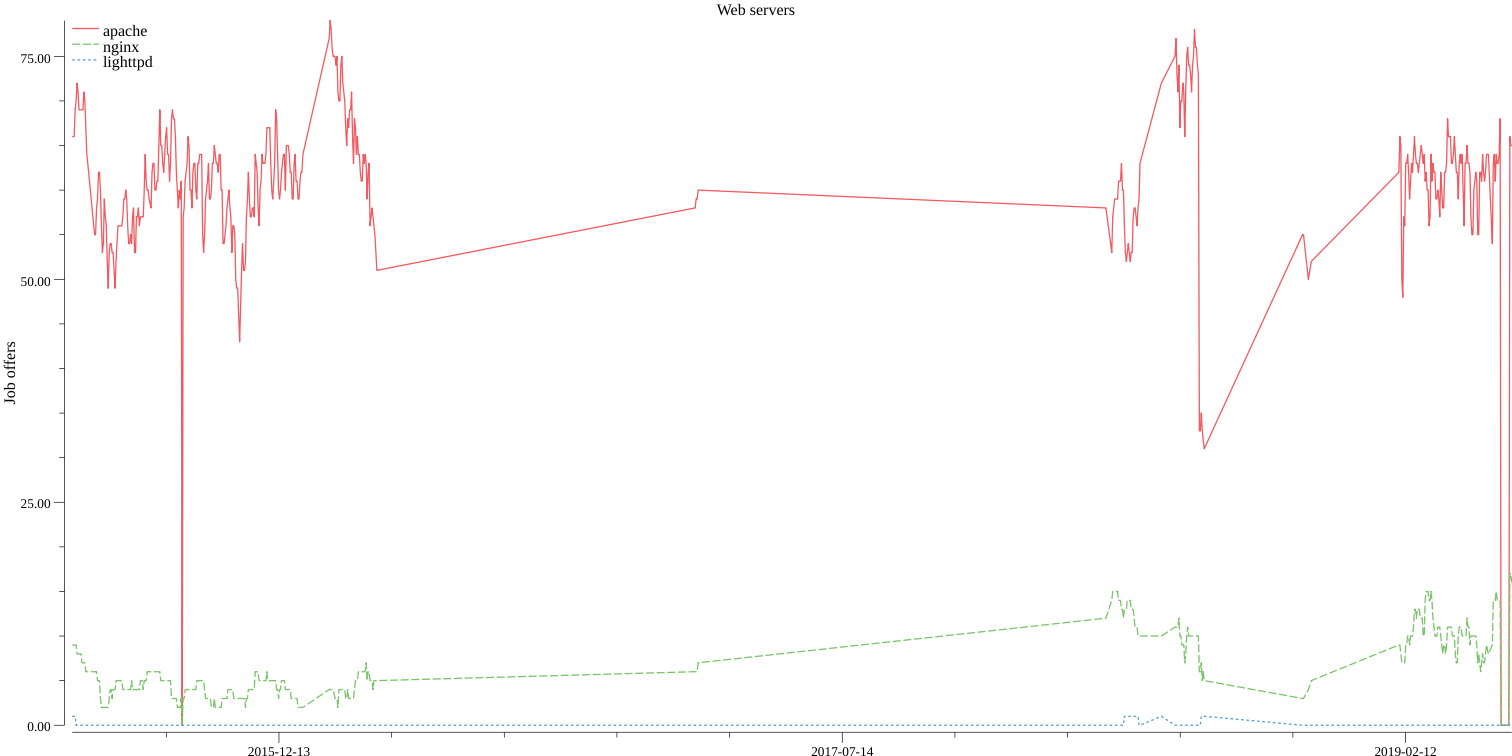 Web servers
apache
nginx
lighttpd
75.00
50.00
Job offers
25.00
0.00
2015-12-13
2017-07-14
2019-02-12